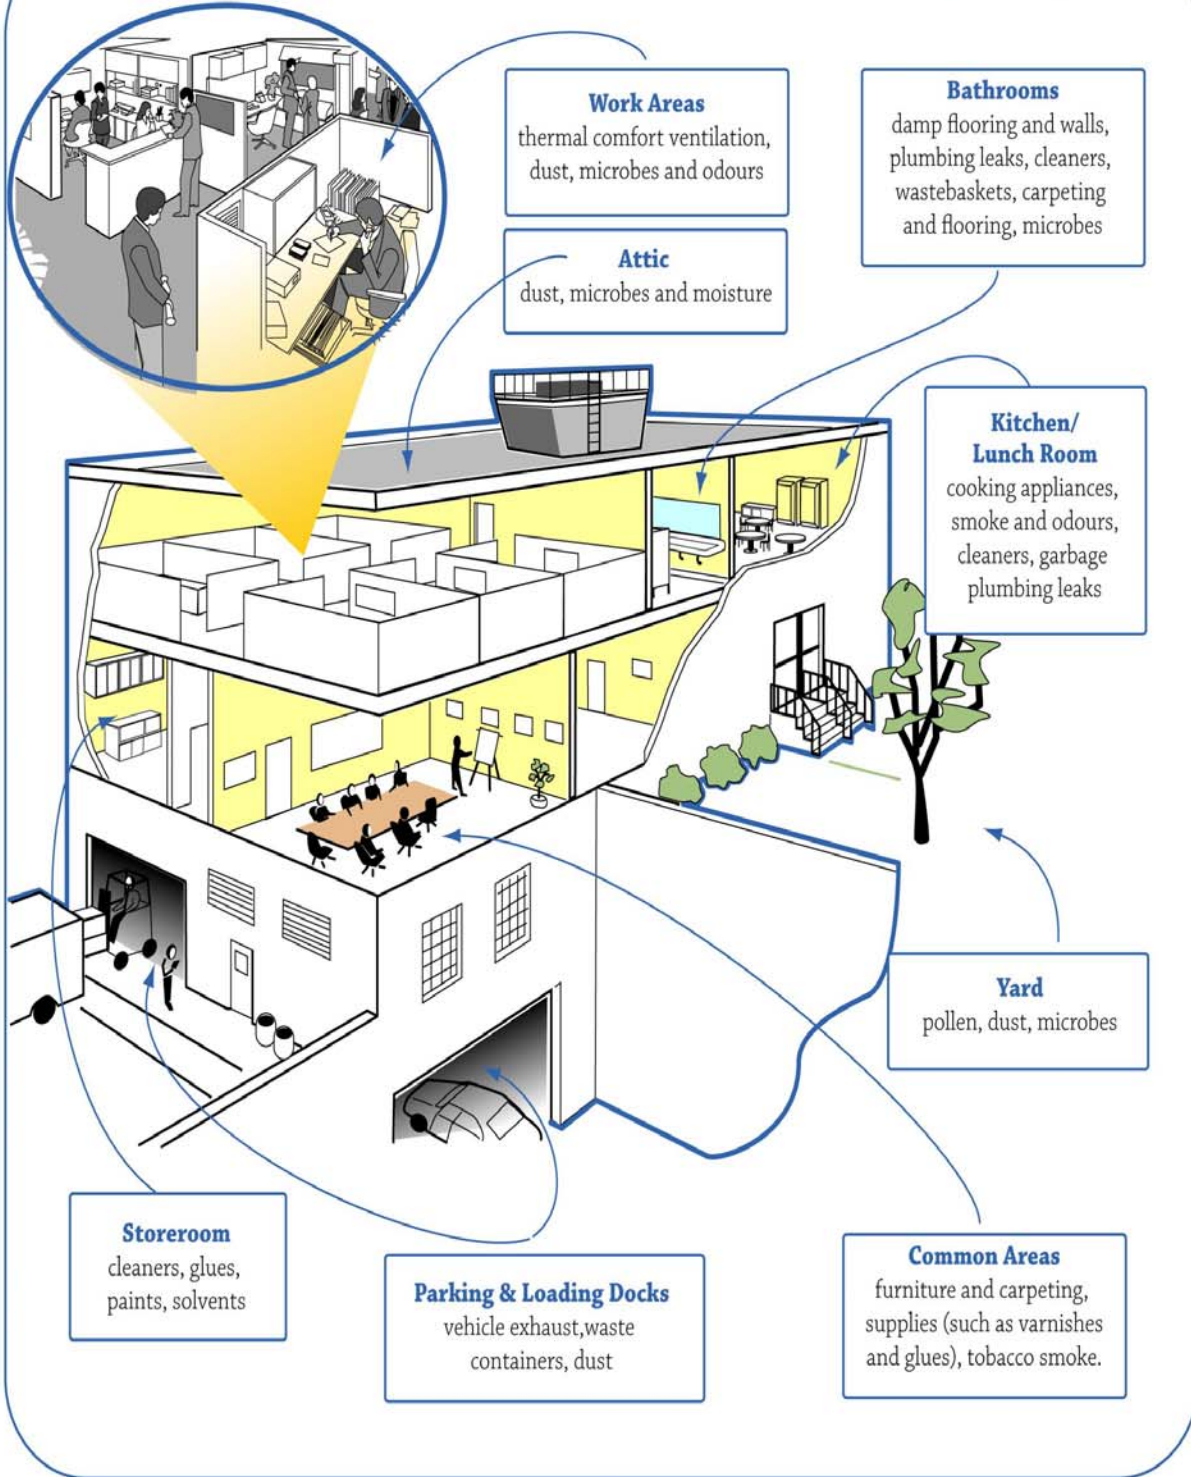 Work Areas
thermal comfort ventilation,
dust, microbes and odours
Bathrooms
damp flooring and walls,
plumbing leaks, cleaners,
wastebaskets, carpeting
and flooring, microbes
Attic
dust, microbes and moisture
Kitchen/
Lunch Room
cooking appliances,
smoke and odours,
cleaners, garbage
plumbing leaks
Yard
pollen, dust, microbes
Storeroom
cleaners, glues,
paints, solvents
Parking & Loading Docks
vehicle exhaust,waste
containers, dust
Common Areas
furniture and carpeting,
supplies (such as varnishes
and glues), tobacco smoke.